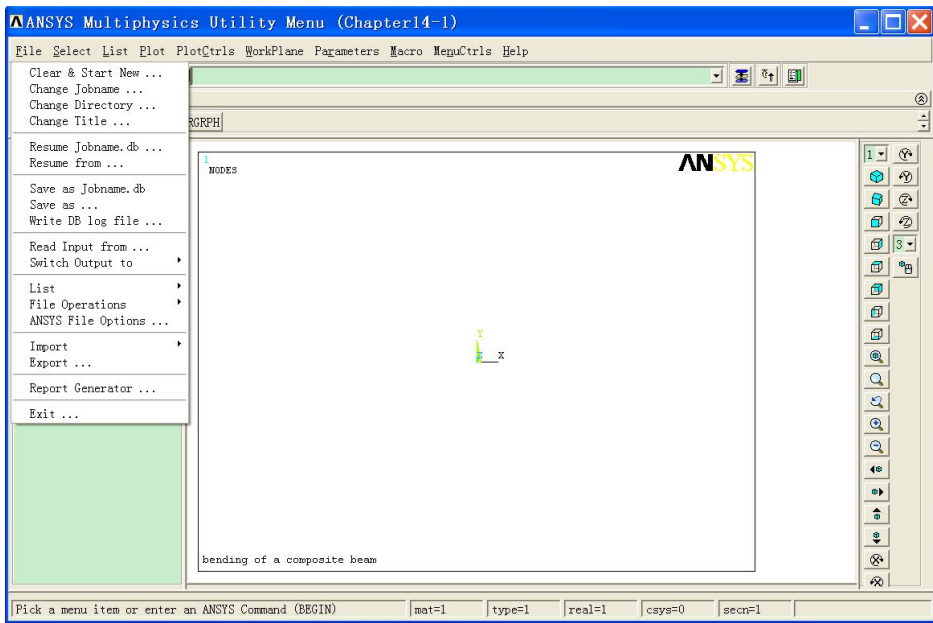 ANSYS Multiphysics Utility Menu (Chapter14-1)
File Select List Plot PlotCtrls WorkPlane Parameters Macro MenuCtrls Help
Clear & Start New ...
Change Jobname ...
Change Directory ...
Change Title ...
RGRPH
Resume Jobname.db ...
Resume from ...
Save as Jobname.db
Save as ...
Write DB log file ...
Read Input from ...
Switch Output to
List
File Operations
ANSYS File Options ...
Import
Export ...
Report Generator ...
Exit ...
1
NODES
ANSYS
Y
Z X
bending of a composite beam
1
3
Pick a menu item or enter an ANSYS Command (BEGIN) mat=1 type=1 real=1 csys=0 secn=1